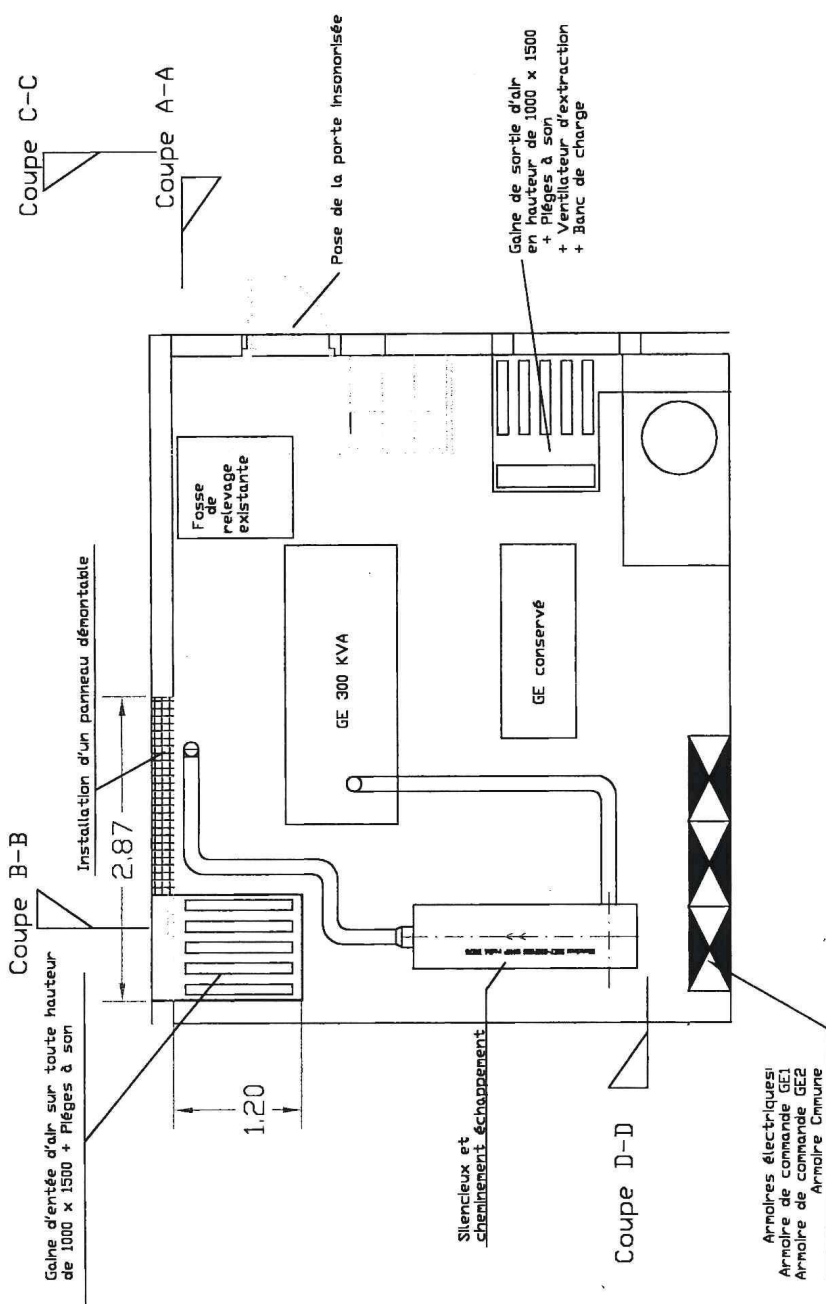 Coupe C-C
Coupe A-A
Pose de la porte insonorisée
Gaine de sortie d'air
en hauteur de 1000 x 1500
+ Piéges à son
+ Ventilateur d'extraction
+ Banc de charge
Installation d'un panneau démontable
Coupe B-B
2.87
Gaine d'entée d'air sur toute hauteur
de 1000 x 1500 + Piéges à son
1.20
Fosse
de
relevage
existante
GE 300 KVA
GE conservé
Silencieux et
cheminement échappement
Coupe D-D
Armoires électriques:
Armoire de commande GE1
Armoire de commande GE2
Armoire Cmmune